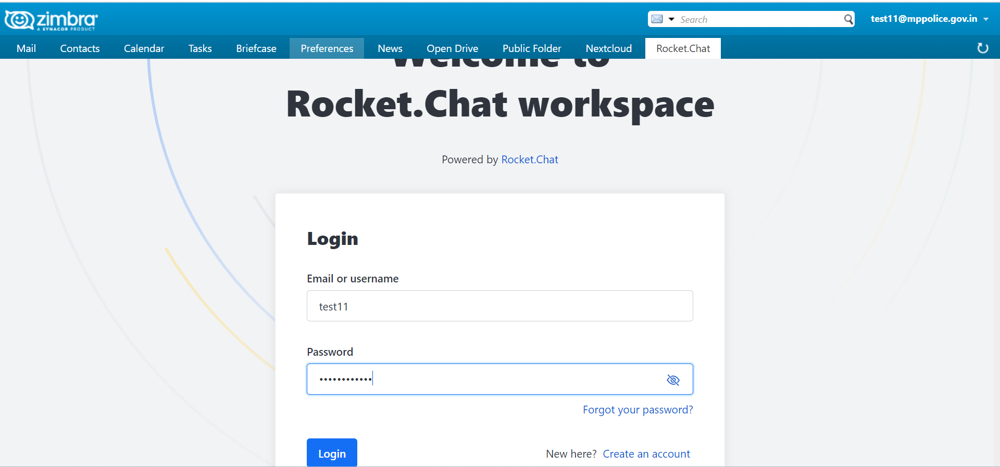 zimbra
A SYNACOR PRODUCT
Search
test11@mppolice.gov.in
Mail Contacts Calendar Tasks Briefcase Preferences News Open Drive Public Folder Nextcloud Rocket.Chat
Welcome to
Rocket.Chat workspace
Powered by Rocket.Chat
Login
Email or username
test11
Password
••••••••••••
Forgot your password?
Login
New here? Create an account